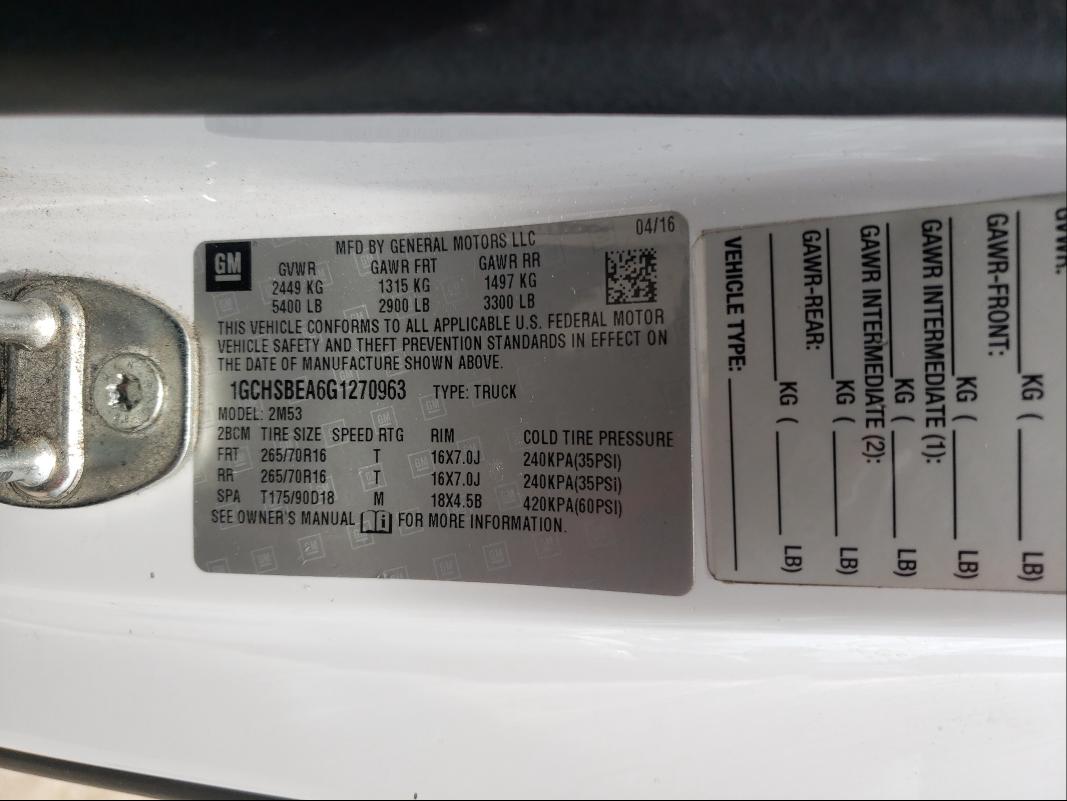 04/16
GM
MFD BY GENERAL MOTORS LLC
GVWR GAWR FRT GAWR RR
2449 KG 1315 KG 1497 KG
5400 LB 2900 LB 3300 LB
THIS VEHICLE CONFORMS TO ALL APPLICABLE U.S. FEDERAL MOTOR
VEHICLE SAFETY AND THEFT PREVENTION STANDARDS IN EFFECT ON
THE DATE OF MANUFACTURE SHOWN ABOVE.
1GCHSBEA6G1270963 TYPE: TRUCK
MODEL: 2M53
2BCM TIRE SIZE SPEED RTG RIM COLD TIRE PRESSURE
FRT 265/70R16 T 16X7.0J 240KPA(35PSI)
RR 265/70R16 T 16X7.0J 240KPA(35PSi)
SPA T175/90D18 M 18X4.5B 420KPA(60PSI)
SEE OWNER'S MANUAL FOR MORE INFORMATION.
GVWR:
GAWR-FRONT: KG ( LB)
GAWR INTERMEDIATE (1): KG ( LB)
GAWR INTERMEDIATE (2): KG ( LB)
GAWR-REAR: KG ( LB)
VEHICLE TYPE: KG ( LB)